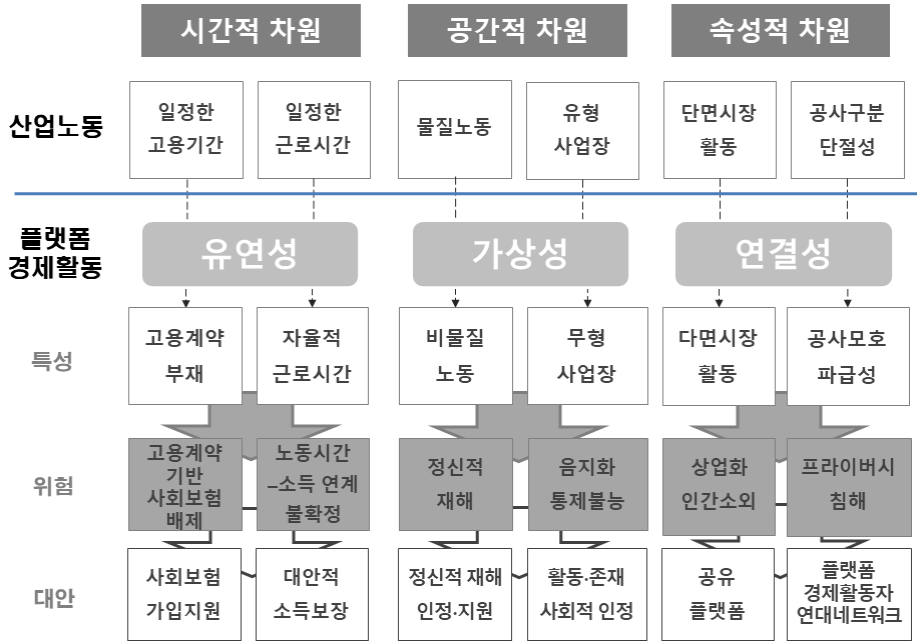 시간적 차원
공간적 차원
속성적 차원
산업노동
일정한
고용기간
일정한
근로시간
물질노동
유형
사업장
단면시장
활동
공사구분
단절성
플랫폼
경제활동
유연성
가상성
연결성
특성
고용계약
부재
자율적
근로시간
비물질
노동
무형
사업장
다면시장
활동
공사모호
파급성
위험
고용계약
기반
사회보험
배제
노동시간
–소득 연계
불확정
정신적
재해
음지화
통제불능
상업화
인간소외
프라이버시
침해
대안
사회보험
가입지원
대안적
소득보장
정신적 재해
인정·지원
활동·존재
사회적 인정
공유
플랫폼
플랫폼
경제활동자
연대네트워크